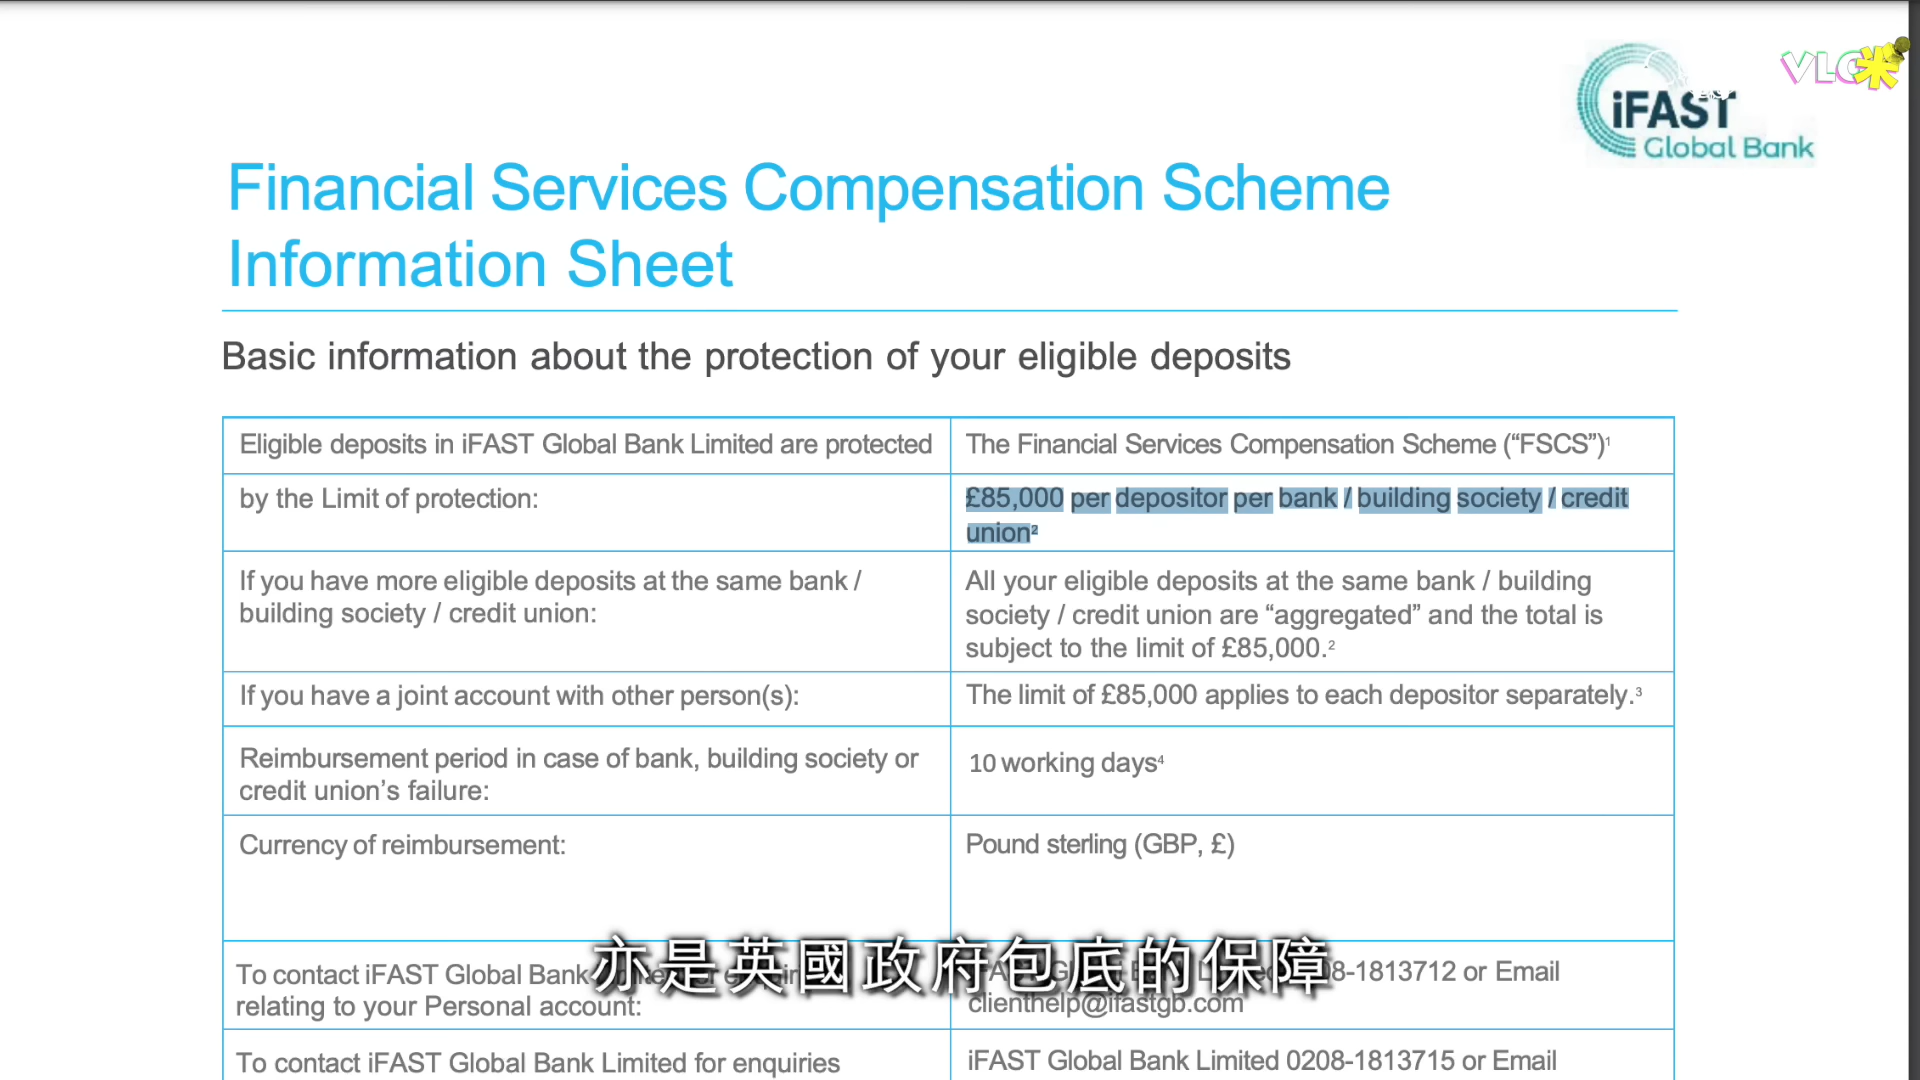 VLOG
iFAST
Global Bank
Financial Services Compensation Scheme
Information Sheet
Basic information about the protection of your eligible deposits
Eligible deposits in iFAST Global Bank Limited are protected
The Financial Services Compensation Scheme (“FSCS”)1
by the Limit of protection:
£85,000 per depositor per bank / building society / credit
union2
If you have more eligible deposits at the same bank /
building society / credit union:
All your eligible deposits at the same bank / building
society / credit union are “aggregated” and the total is
subject to the limit of £85,000.2
If you have a joint account with other person(s):
The limit of £85,000 applies to each depositor separately.3
Reimbursement period in case of bank, building society or
credit union’s failure:
10 working days4
Currency of reimbursement:
Pound sterling (GBP, £)
To contact iFAST Global Bank
relating to your Personal account:
08-1813712 or Email
clienthelp@ifastgb.com
亦是英國政府包底的保障
To contact iFAST Global Bank Limited for enquiries
iFAST Global Bank Limited 0208-1813715 or Email